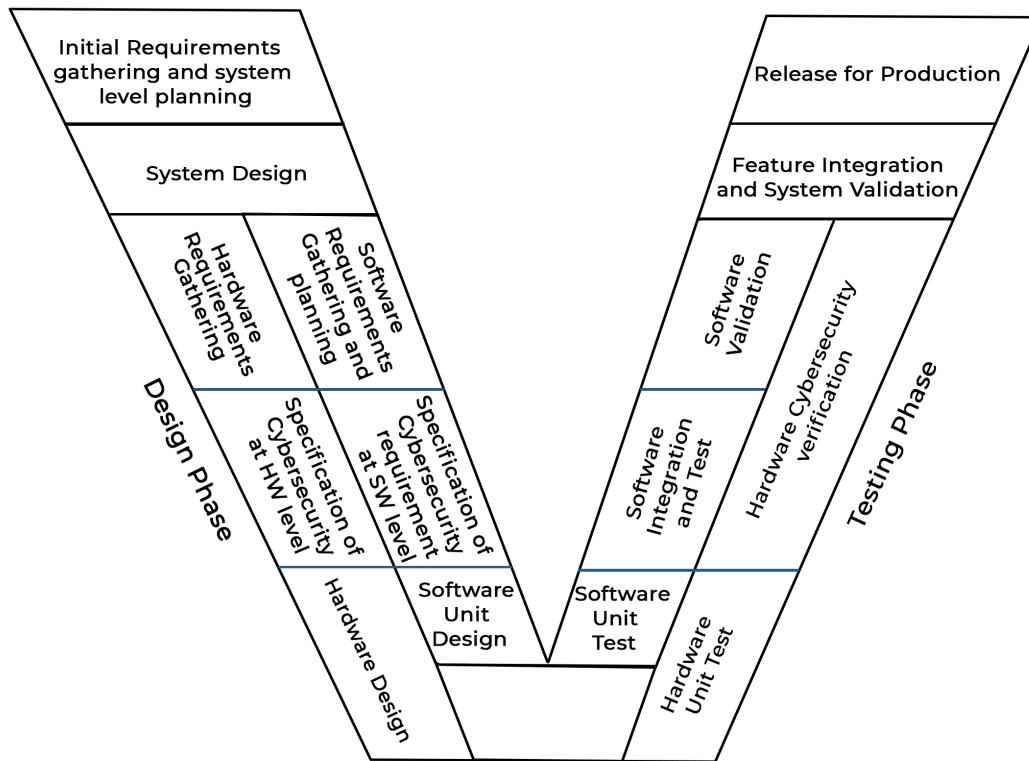 Initial Requirements
gathering and system
level planning
System Design
Hardware
Requirements
Gathering
Software
Requirements
Gathering and
planning
Specification of
Cybersecurity
at HW level
Specification of
Cybersecurity
requirement
at SW level
Hardware Design
Software
Unit
Design
Design Phase
Release for Production
Feature Integration
and System Validation
Software
Validation
Hardware Cybersecurity
verification
Software
Integration
and Test
Software
Unit
Test
Hardware
Unit Test
Testing Phase